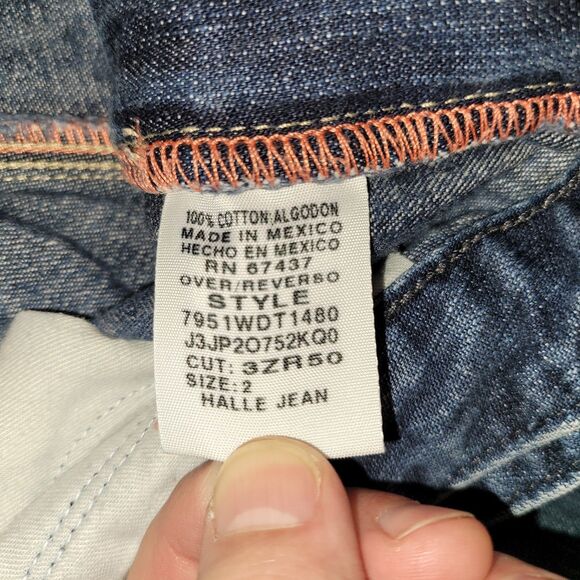 100% COTTON ALGODON
MADE IN MEXICO
HECHO EN MEXICO
RN 67437
OVER/REVERSO
STYLE
7951WDT1480
J3JP20752KQ0
CUT: 3ZR50
SIZE: 2
HALLE JEAN